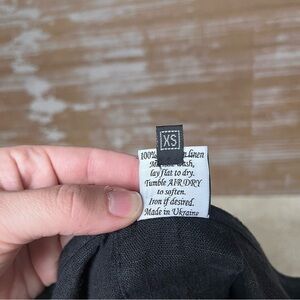 XS
100% linen
wash,
lay flat to dry.
Tumble AIR DRY
to soften.
Iron if desired.
Made in Ukraine